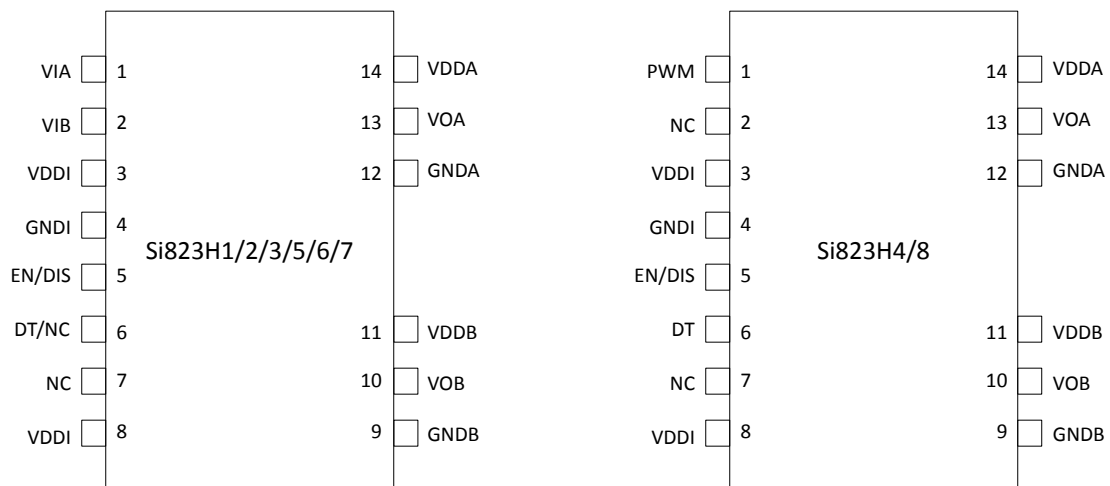 VIA 1 14 VDDA
VIB 2 13 VOA
VDDI 3 12 GNDA
GNDI 4
Si823H1/2/3/5/6/7
EN/DIS 5
DT/NC 6 11 VDDB
NC 7 10 VOB
VDDI 8 9 GNDB
PWM 1 14 VDDA
NC 2 13 VOA
VDDI 3 12 GNDA
GNDI 4
Si823H4/8
EN/DIS 5
DT 6 11 VDDB
NC 7 10 VOB
VDDI 8 9 GNDB